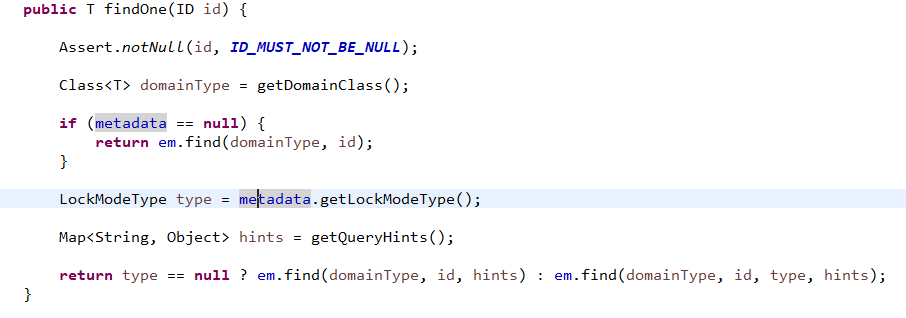 public T findOne(ID id) {
Assert.notNull(id, ID_MUST_NOT_BE_NULL);
Class<T> domainType = getDomainClass();
if (metadata == null) {
return em.find(domainType, id);
}
LockModeType type = metadata.getLockModeType();
Map<String, Object> hints = getQueryHints();
return type == null ? em.find(domainType, id, hints) : em.find(domainType, id, type, hints);
}